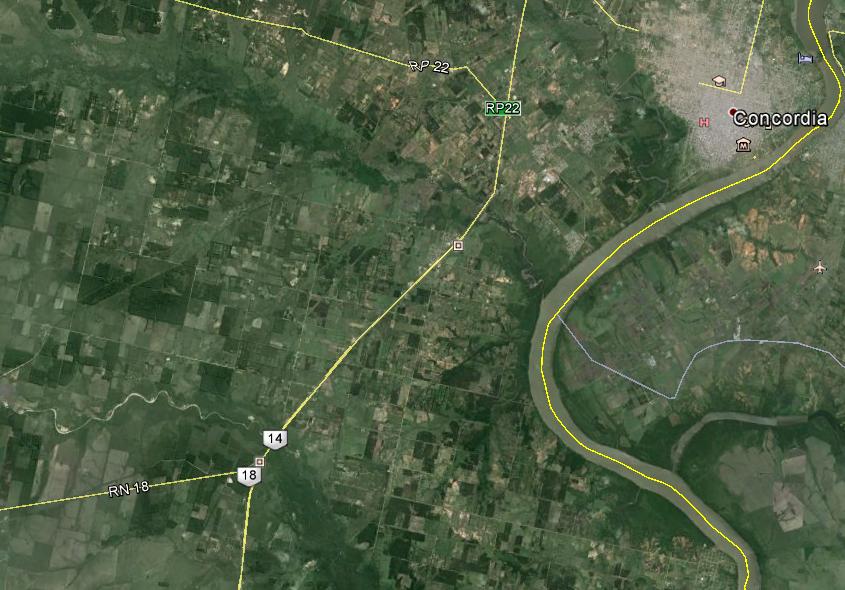 RP 22
RP22
H
Concordia
M
14
18
RN 18